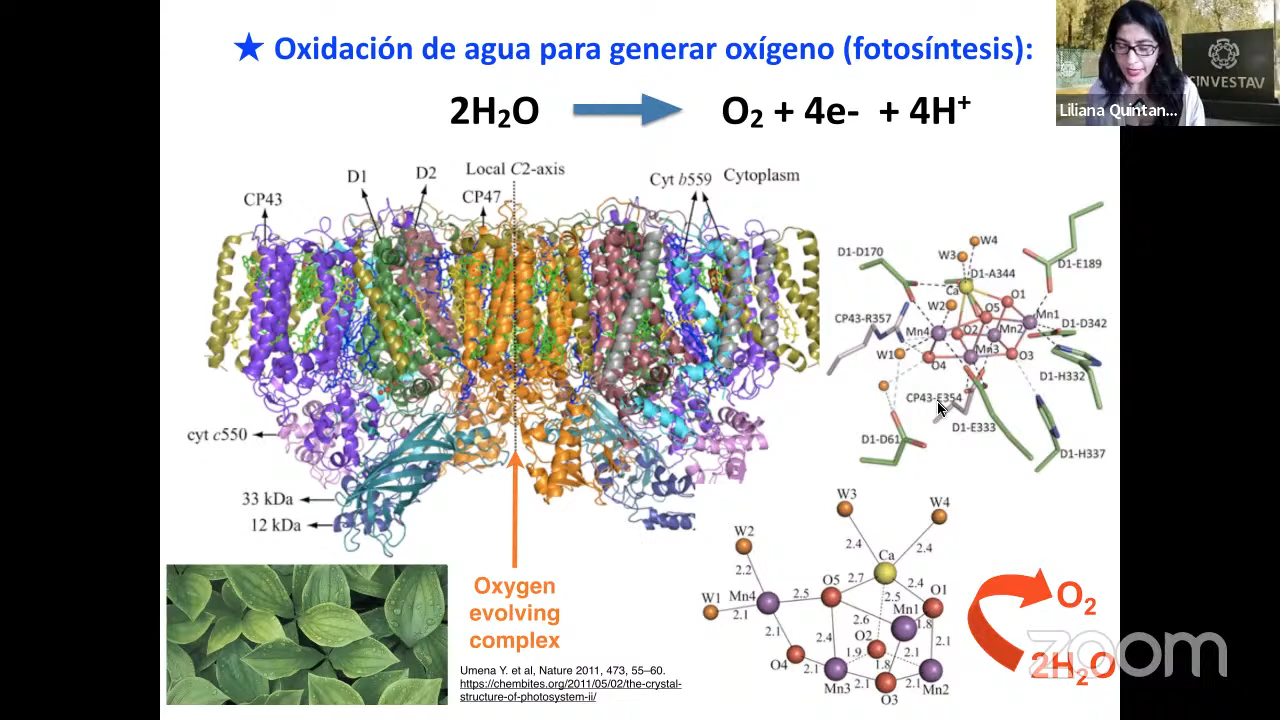 ★ Oxidación de agua para generar oxígeno (fotosíntesis):
2H₂O O₂ + 4e- + 4H⁺
CINVESTAV
Liliana Quintan...
Local C2-axis
D1
D2
CP43
CP47
Cyt b559
Cytoplasm
cyt c550
33 kDa
12 kDa
Oxygen
evolving
complex
Umena Y. et al, Nature 2011, 473, 55–60.
https://chembites.org/2011/05/02/the-crystal-
structure-of-photosystem-ii/
W4
W3
D1-D170
D1-A344
D1-E189
Ca
O1
W2
O5
CP43-R357
Mn1
Mn4
O2
Mn2
D1-D342
W1
Mn3
O3
O4
D1-H332
CP43-E354
D1-E333
D1-D61
D1-H337
W3
W4
W2
2.4
2.4
Ca
2.2
O5
2.7
2.4
O1
W1
Mn4
2.5
2.5
Mn1
2.1
2.6
1.8
2.1
2.4
O2
2.1
1.9
2.1
O4
1.8
2.1
2.1
2.1
Mn3
Mn2
O3
O₂
2H₂O
zoom